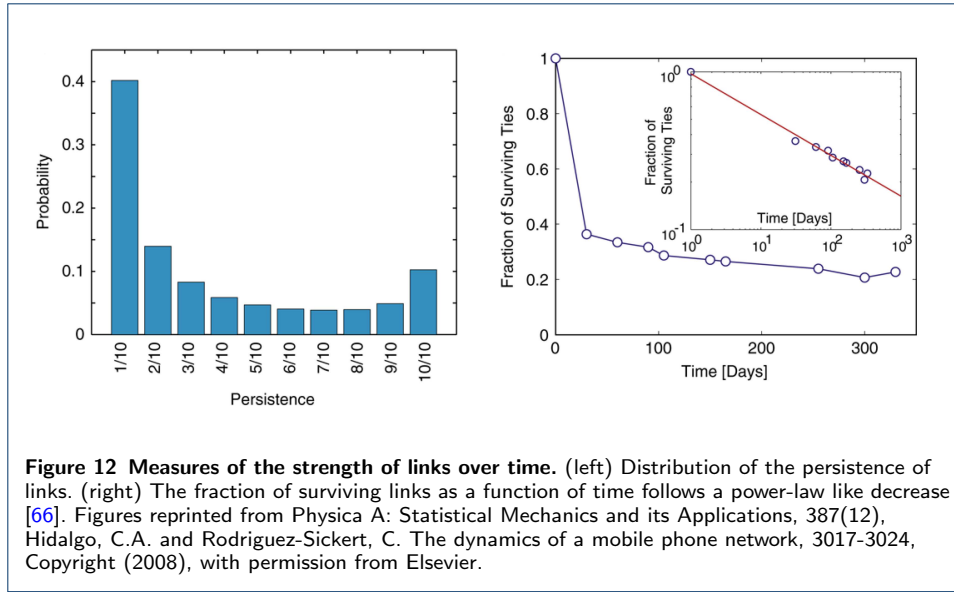 0.4
0.3
0.2
0.1
0
Probability
1/10
2/10
3/10
4/10
5/10
6/10
7/10
8/10
9/10
10/10
Persistence
1
0.8
0.6
0.4
0.2
0
Fraction of Surviving Ties
0
100
200
300
Time [Days]
10^0
10^-1
Fraction of
Surviving Ties
Time [Days]
10^0
10^1
10^2
10^3
Figure 12 Measures of the strength of links over time. (left) Distribution of the persistence of
links. (right) The fraction of surviving links as a function of time follows a power-law like decrease
[66]. Figures reprinted from Physica A: Statistical Mechanics and its Applications, 387(12),
Hidalgo, C.A. and Rodriguez-Sickert, C. The dynamics of a mobile phone network, 3017-3024,
Copyright (2008), with permission from Elsevier.